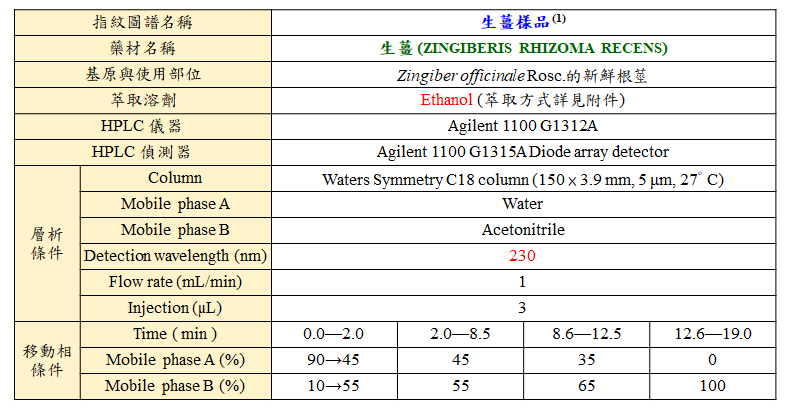 指紋圖譜名稱 生薑樣品(1)
藥材名稱 生薑 (ZINGIBERIS RHIZOMA RECENS)
基原與使用部位 Zingiber officinale Rosc.的新鮮根莖
萃取溶劑 Ethanol (萃取方式詳見附件)
HPLC 儀器 Agilent 1100 G1312A
HPLC 偵測器 Agilent 1100 G1315A Diode array detector
層析條件
Column Waters Symmetry C18 column (150 x 3.9 mm, 5 μm, 27° C)
Mobile phase A Water
Mobile phase B Acetonitrile
Detection wavelength (nm) 230
Flow rate (mL/min) 1
Injection (μL) 3
移動相條件
Time ( min ) 0.0—2.0 2.0—8.5 8.6—12.5 12.6—19.0
Mobile phase A (%) 90→45 45 35 0
Mobile phase B (%) 10→55 55 65 100